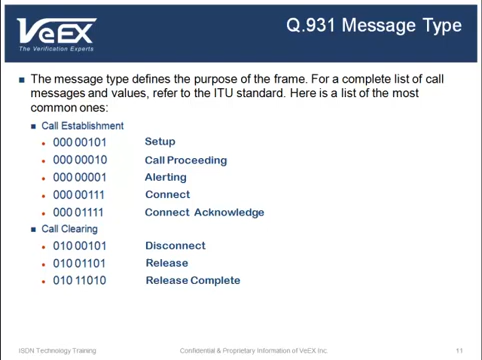 VeEX
The Verification Experts
Q.931 Message Type
The message type defines the purpose of the frame. For a complete list of call
messages and values, refer to the ITU standard. Here is a list of the most
common ones:
Call Establishment
000 00101 Setup
000 00010 Call Proceeding
000 00001 Alerting
000 00111 Connect
000 01111 Connect Acknowledge
Call Clearing
010 00101 Disconnect
010 01101 Release
010 11010 Release Complete
ISDN Technology Training
Confidential & Proprietary Information of VeEX Inc.
11